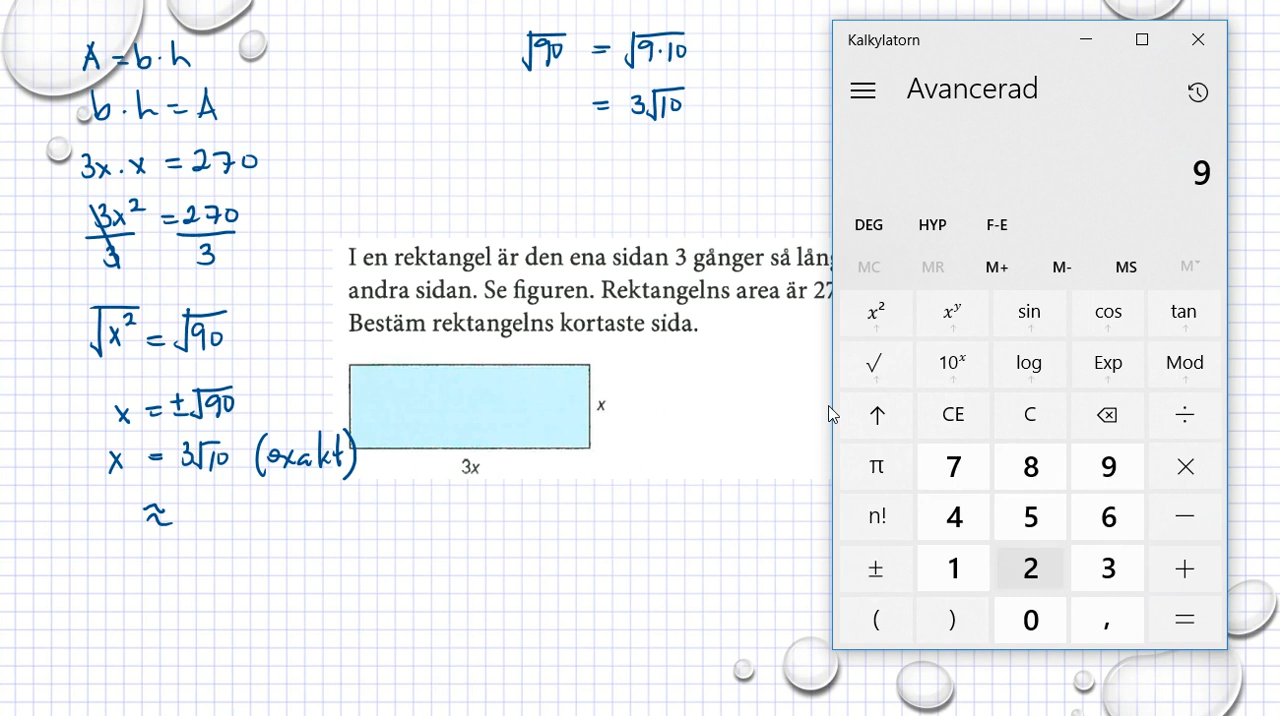 A = b·h
b·h = A
3x·x = 270
3x² = 270
3 3
√x² = √90
x = ±√90
x = 3√10 (exakt)
≈
√90 = √9·10
= 3√10
I en rektangel är den ena sidan 3 gånger så
andra sidan. Se figuren. Rektangelns area är
Bestäm rektangelns kortaste sida.
x
3x
Kalkylatorn
Avancerad
9
DEG HYP F-E
MC MR M+ M- MS M˅
x² xʸ sin cos tan
√ 10ˣ log Exp Mod
↑ CE C ⌫ ÷
π 7 8 9 ×
n! 4 5 6 −
± 1 2 3 +
( ) 0 , =